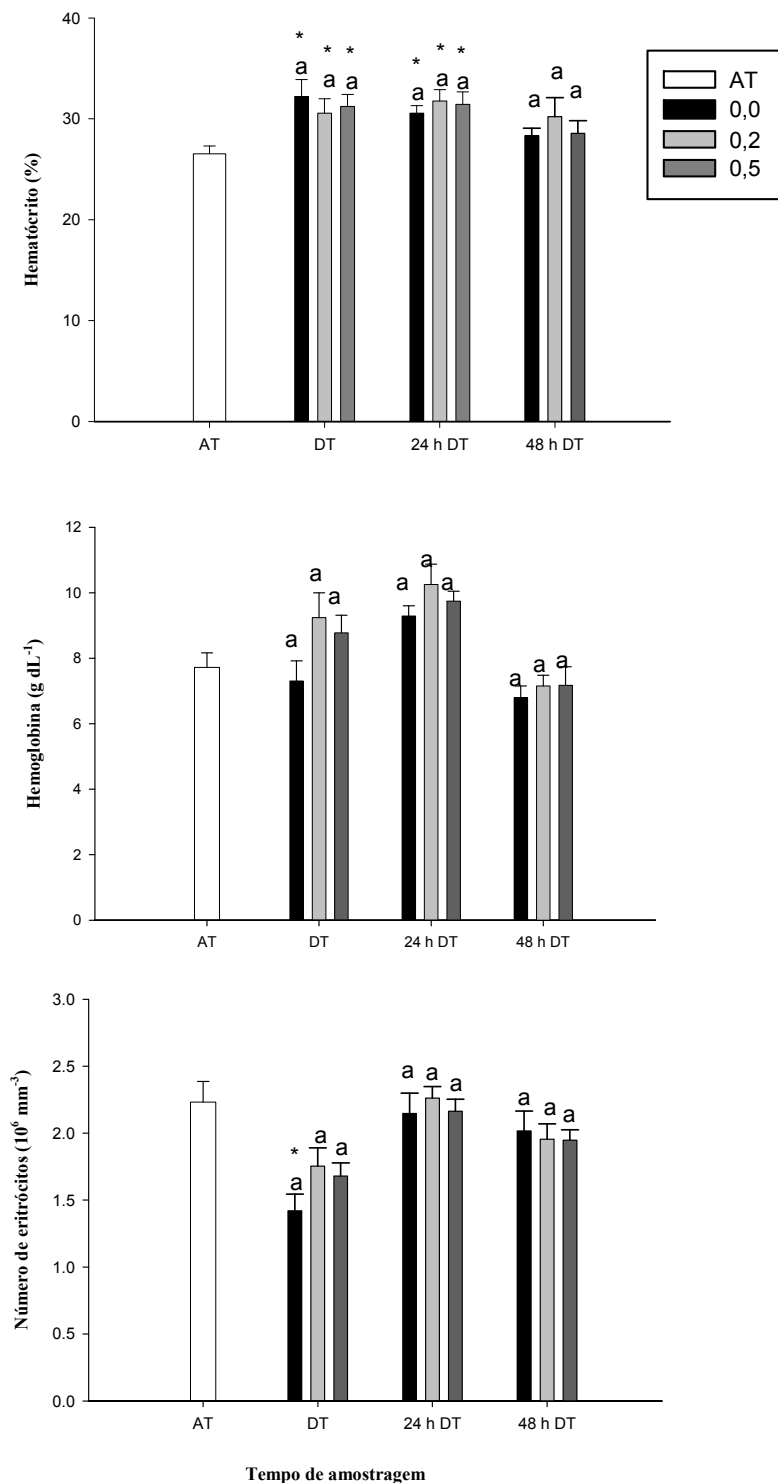 40
30
20
10
0
Hematócrito (%)
* * * * * *
a a a a a a a a a
AT DT 24 h DT 48 h DT
AT
0,0
0,2
0,5
12
10
8
6
4
2
0
Hemoglobina (g dL-1)
a a a a a a a a a
AT DT 24 h DT 48 h DT
3.0
2.5
2.0
1.5
1.0
0.5
0.0
Número de eritrócitos (10⁶ mm-3)
*
a a a a a a a a a
AT DT 24 h DT 48 h DT
Tempo de amostragem